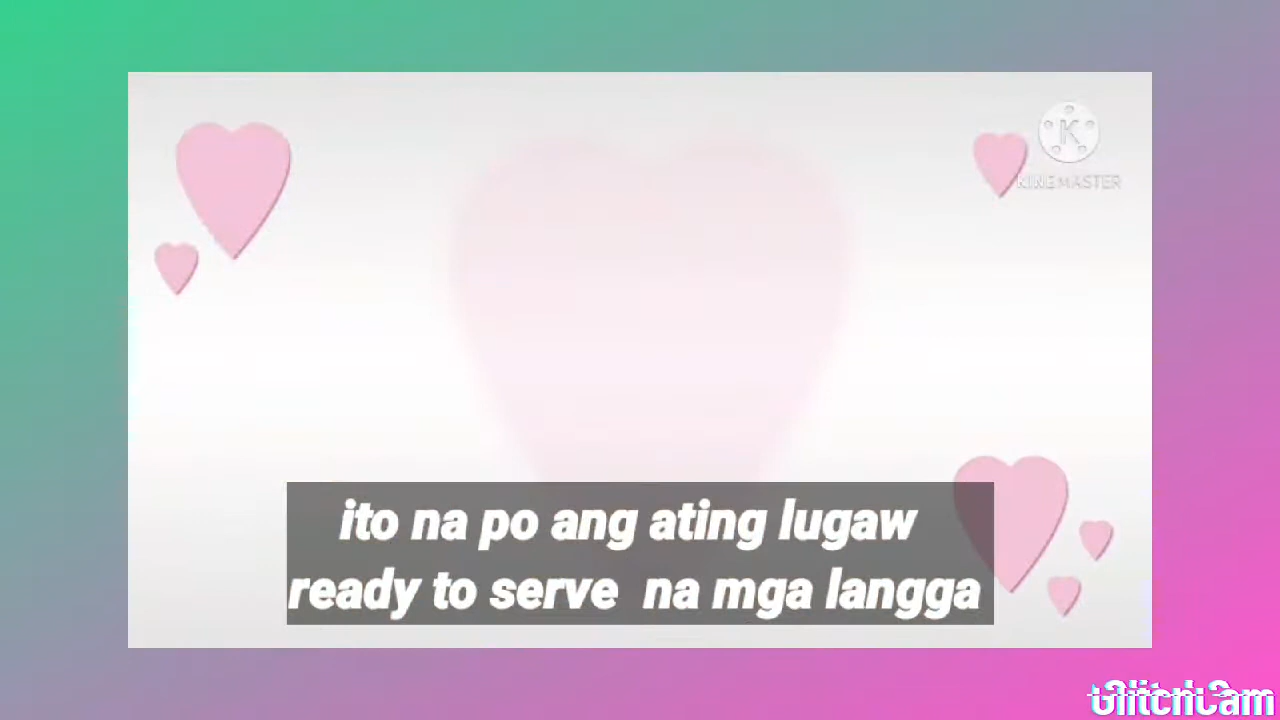 K
KINEMASTER
ito na po ang ating lugaw
ready to serve na mga langga
GlitchCam